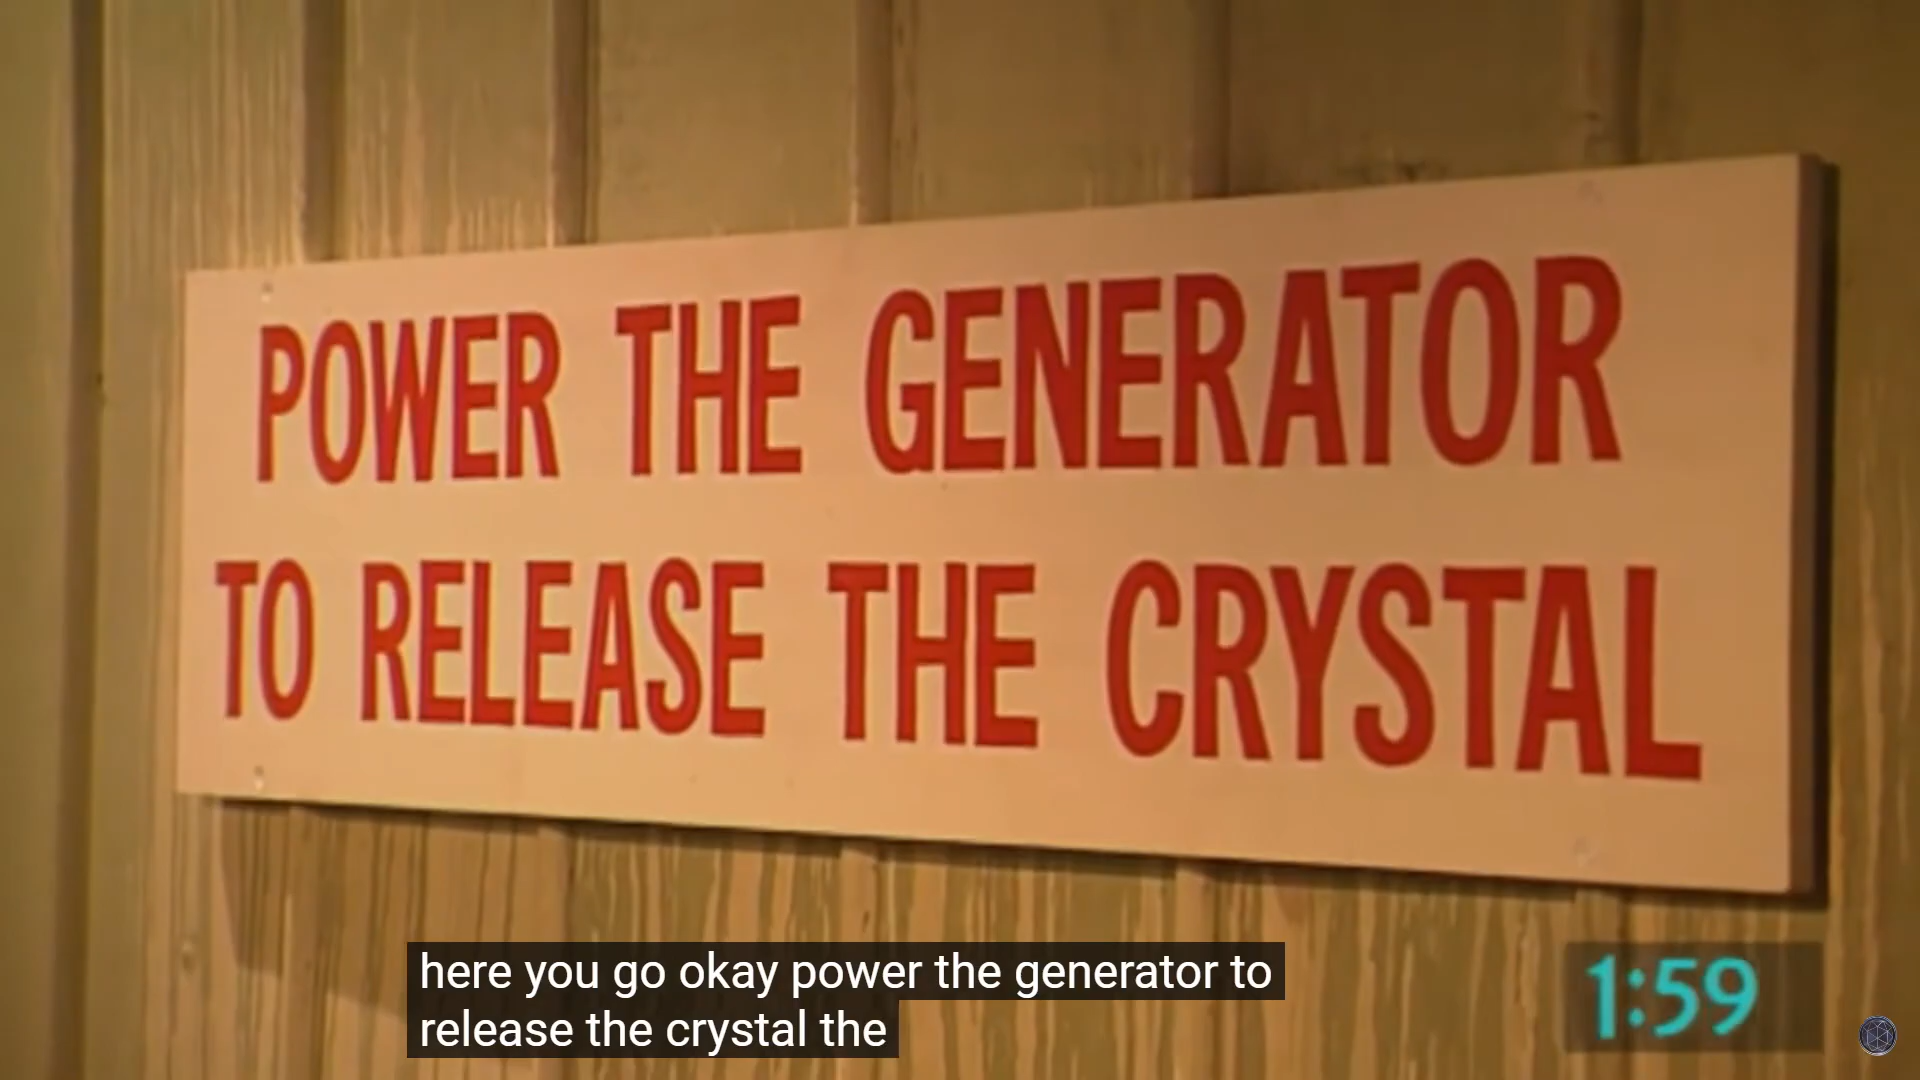 POWER THE GENERATOR
TO RELEASE THE CRYSTAL
here you go okay power the generator to
release the crystal the
1:59